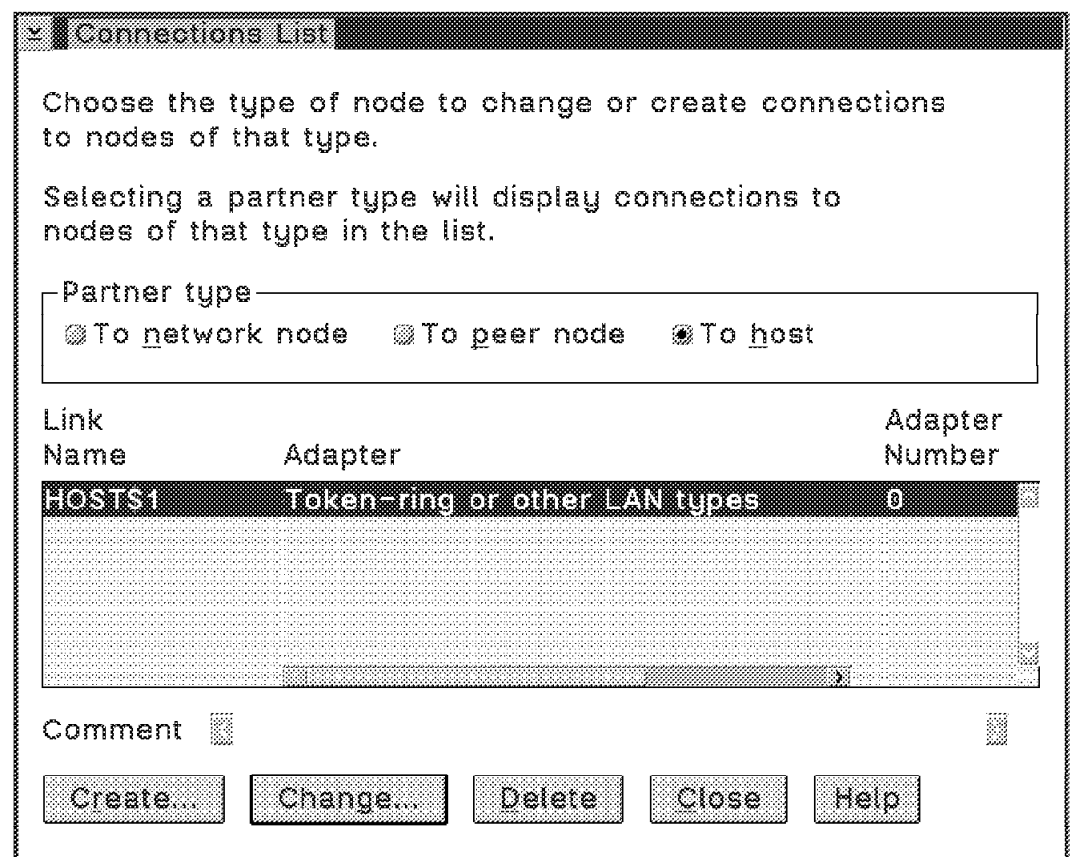 Connections List
Choose the type of node to change or create connections
to nodes of that type.
Selecting a partner type will display connections to
nodes of that type in the list.
Partner type
To network node To peer node To host
Link Adapter
Name Adapter Number
HOSTS1 Token-ring or other LAN types 0
Comment
Create... Change... Delete Close Help